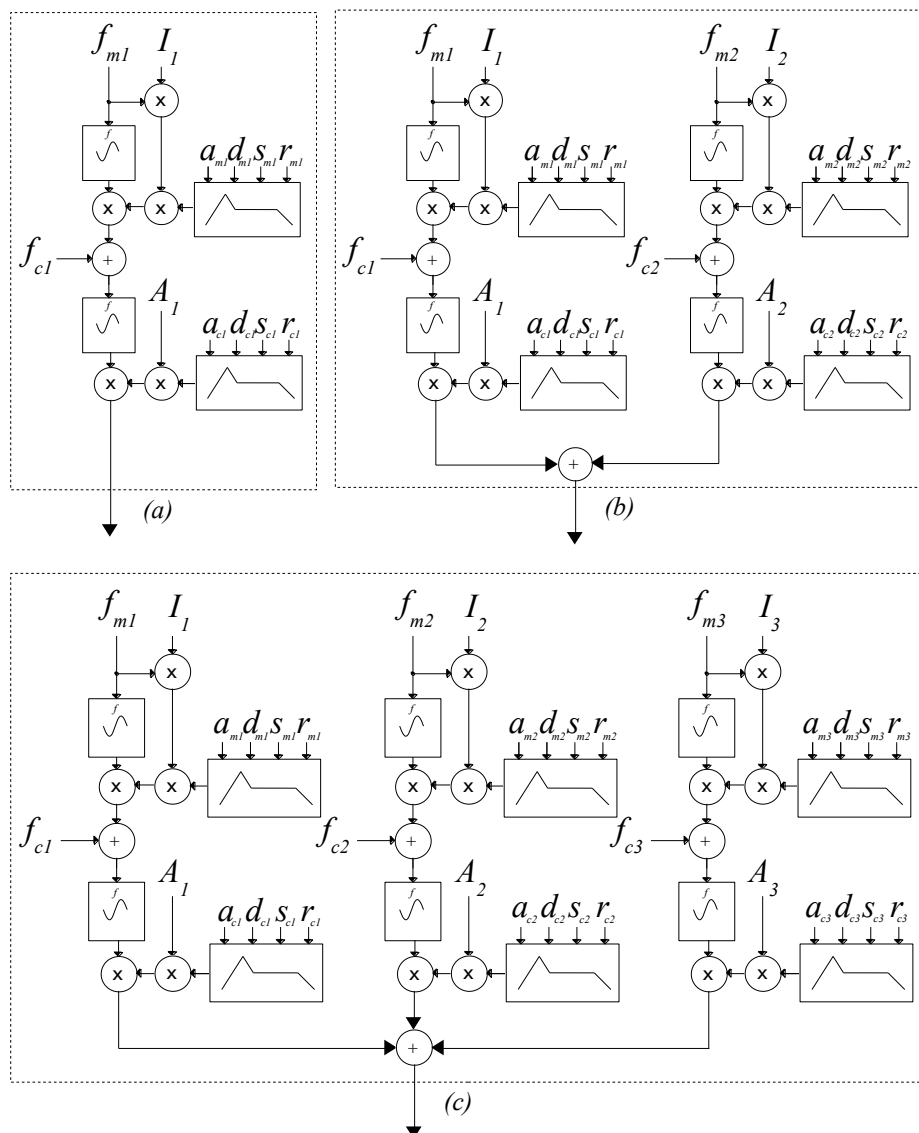 f_m1 I_1
f_m1 I_1 f_m2 I_2
x x x
f f f
a_m1 d_m1 s_m1 r_m1 a_m1 d_m1 s_m1 r_m1 a_m2 d_m2 s_m2 r_m2
x x x x x x
f_c1 + f_c1 + f_c2 +
f A_1 f A_1 f A_2
a_c1 d_c1 s_c1 r_c1 a_c1 d_c1 s_c1 r_c1 a_c2 d_c2 s_c2 r_c2
x x x x x x
+
(a) (b)
f_m1 I_1 f_m2 I_2 f_m3 I_3
x x x
f f f
a_m1 d_m1 s_m1 r_m1 a_m2 d_m2 s_m2 r_m2 a_m3 d_m3 s_m3 r_m3
x x x x x x
f_c1 + f_c2 + f_c3 +
f A_1 f A_2 f A_3
a_c1 d_c1 s_c1 r_c1 a_c2 d_c2 s_c2 r_c2 a_c3 d_c3 s_c3 r_c3
x x x x x x
+
(c)